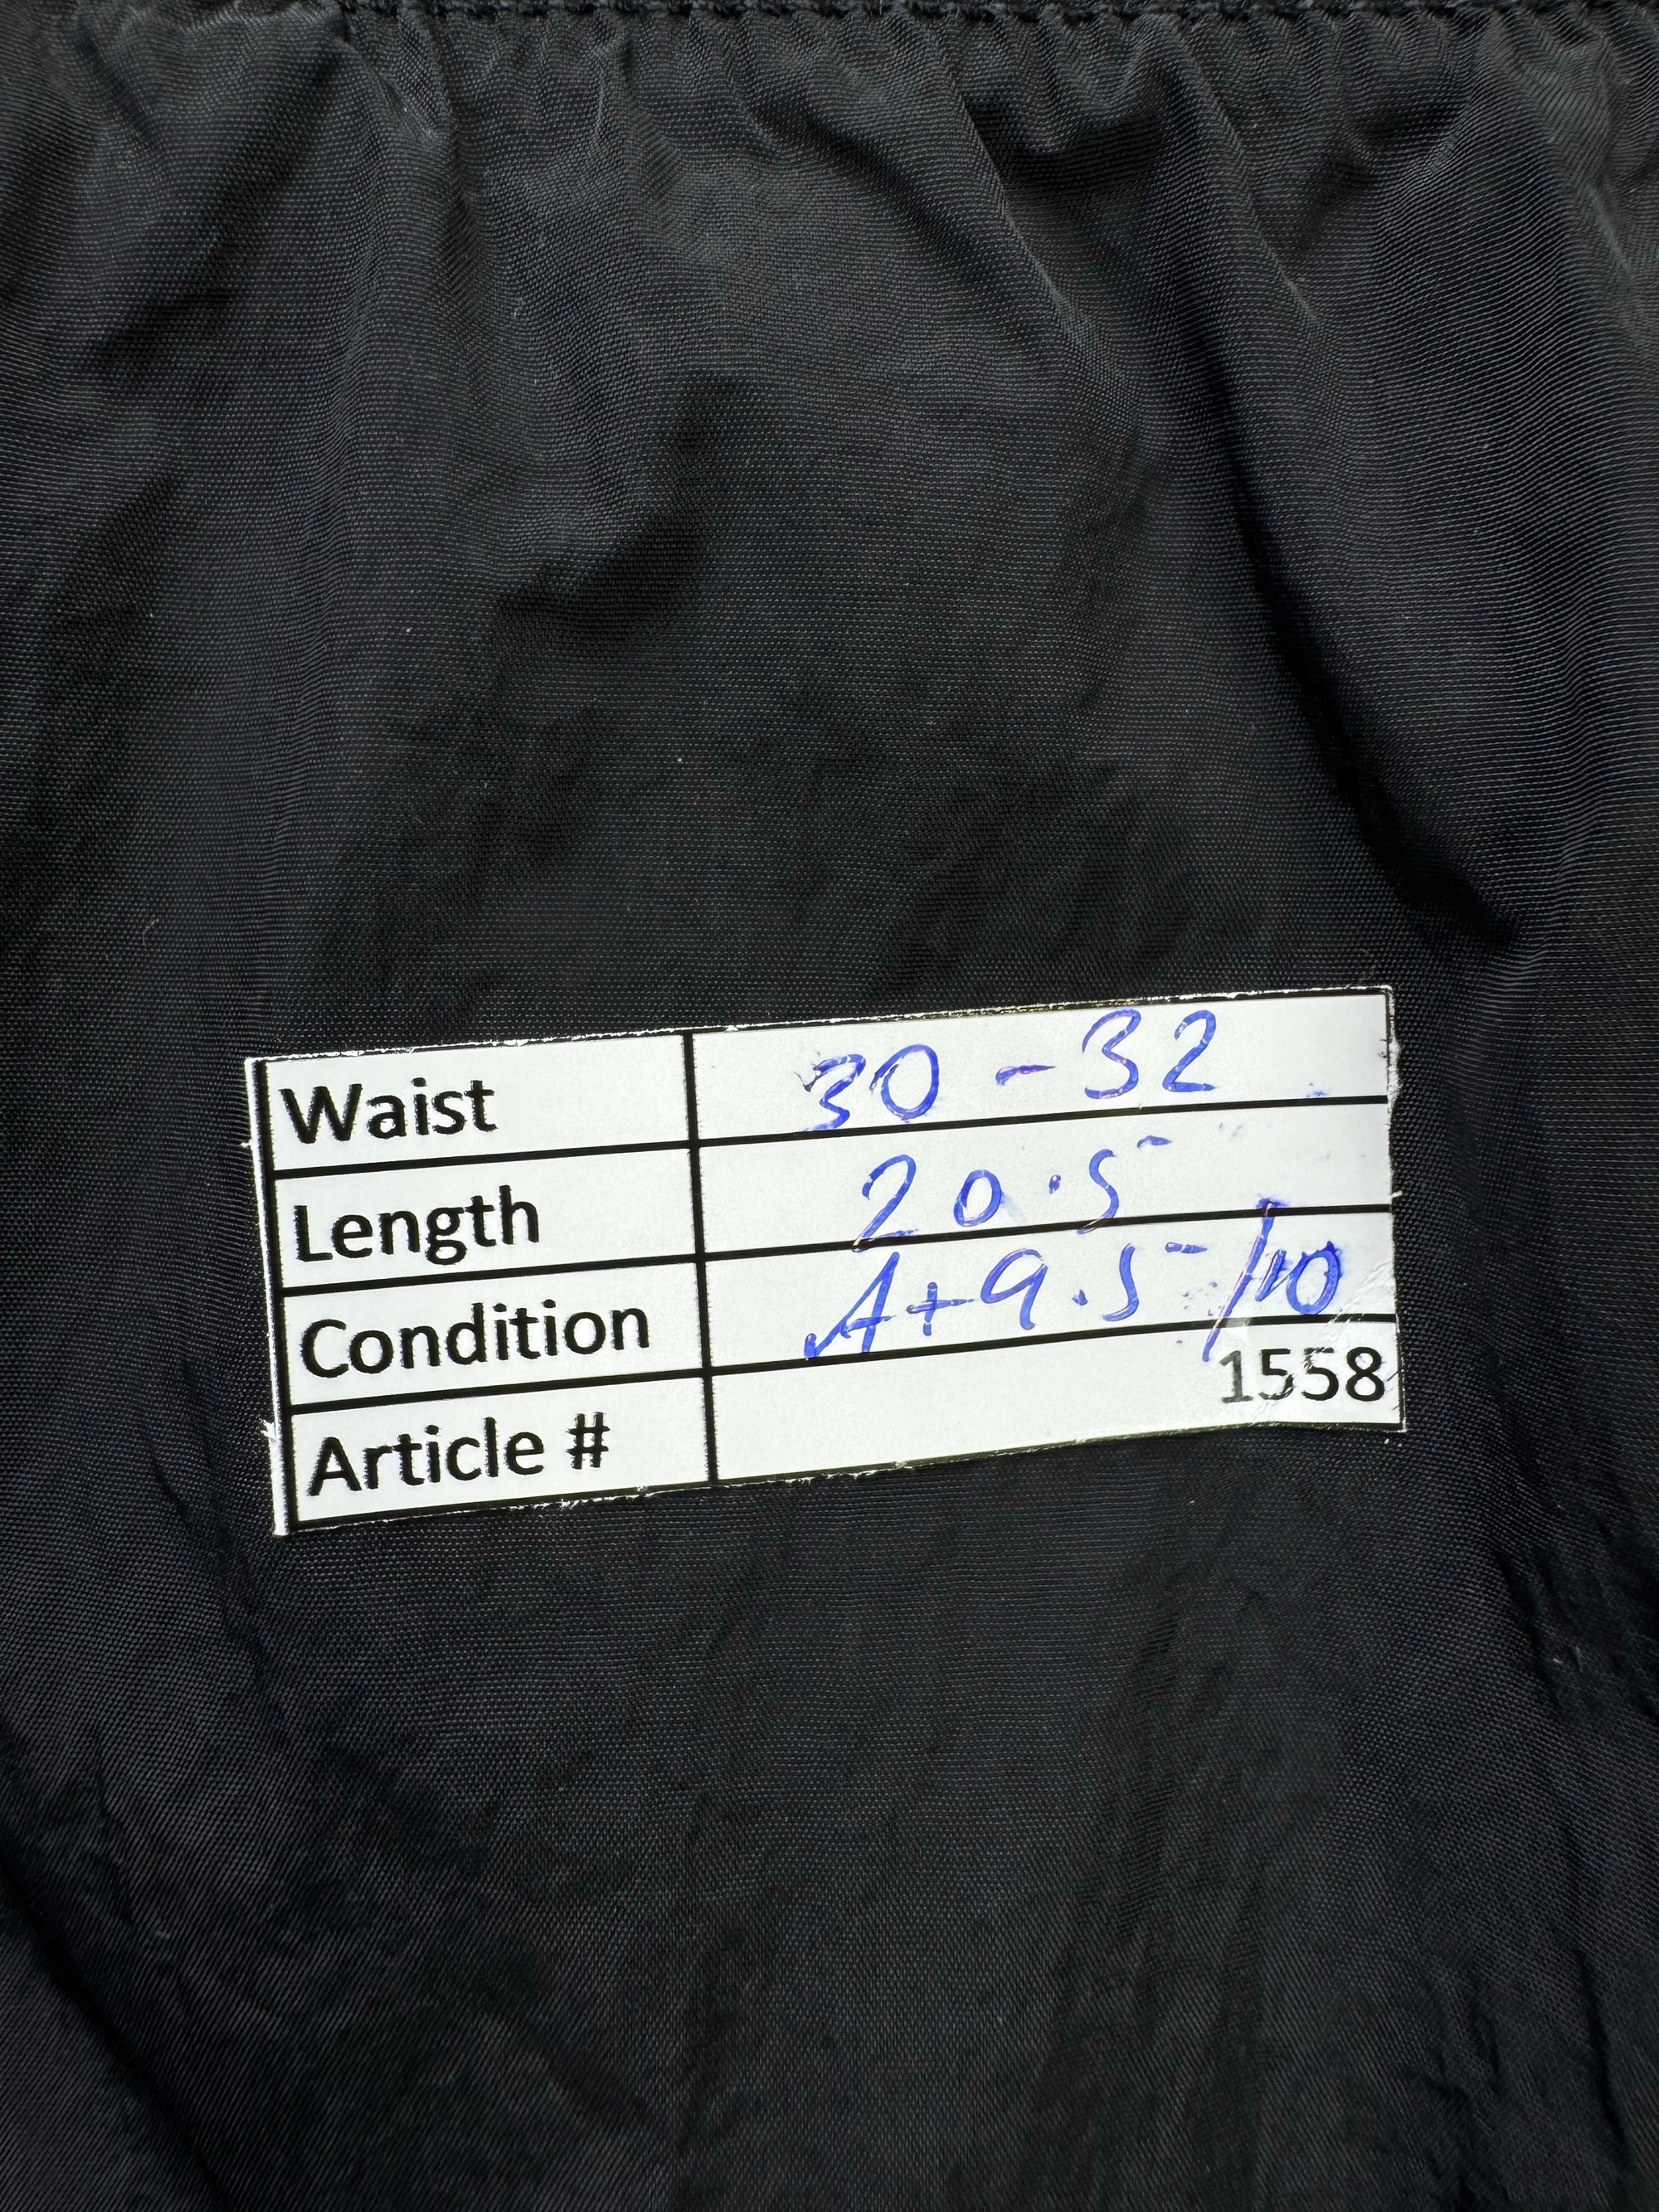 Waist 30 - 32
Length 20.5
Condition A+ 9.5/10
Article # 1558